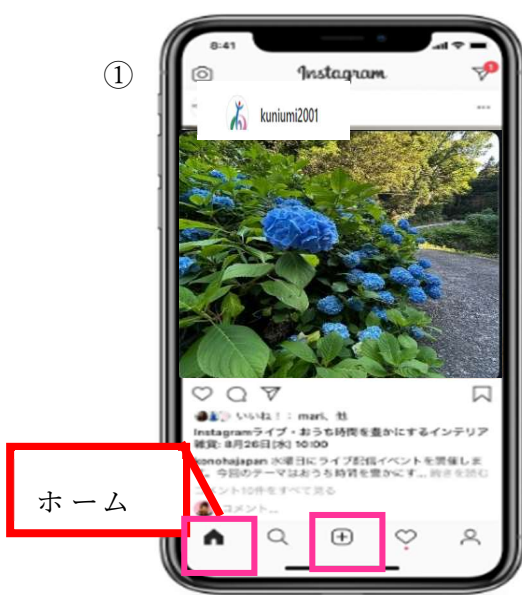 ①
8:41
Instagram
1
kuniumi2001
いいね!:mari、他
Instagramライブ・おうち時間を豊かにするインテリア
雑貨: 8月26日(水) 10:00
konohajapan 水曜日にライブ配信イベントを開催しま
今回のテーマはおうち時間を豊かにす... 続きを読む
コメント10件をすべて見る
コメント...
ホーム